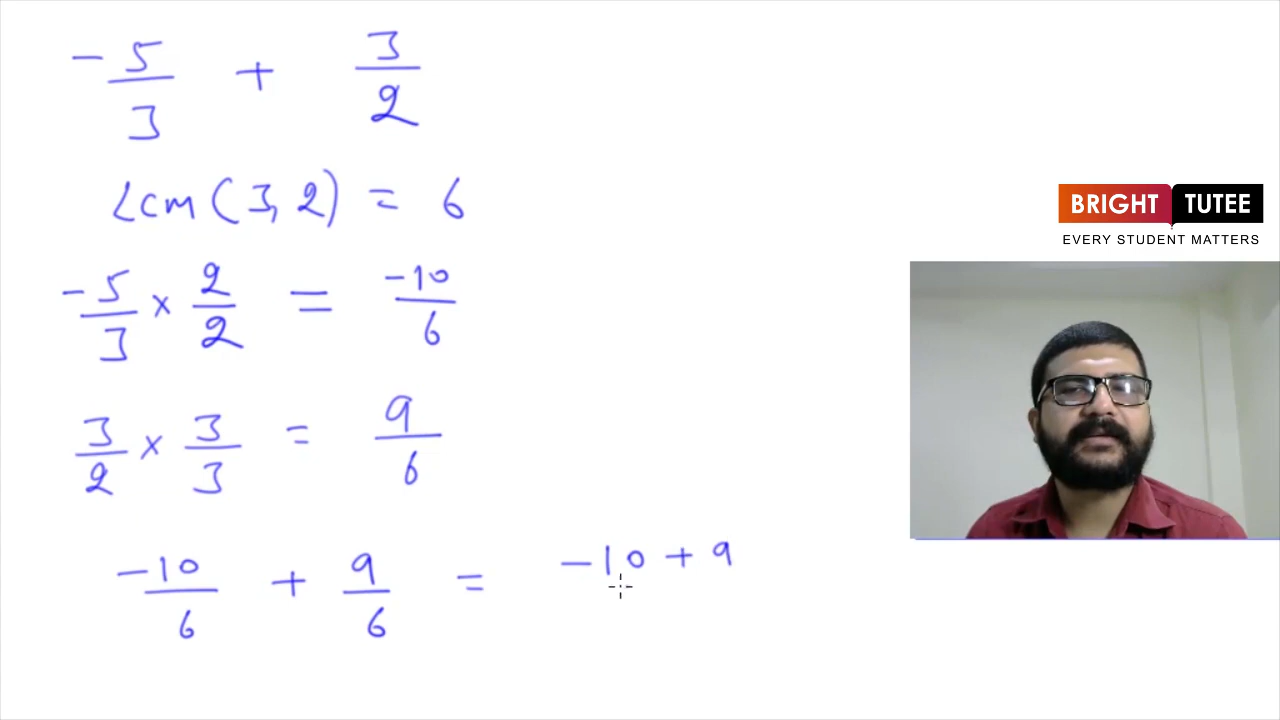 -5/3 + 3/2
Lcm (3, 2) = 6
-5/3 × 2/2 = -10/6
3/2 × 3/3 = 9/6
-10/6 + 9/6 = -10 + 9
BRIGHT TUTEE
EVERY STUDENT MATTERS